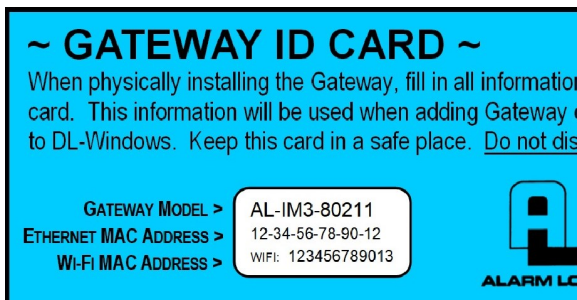 ~ GATEWAY ID CARD ~
When physically installing the Gateway, fill in all information
card. This information will be used when adding Gateway
to DL-Windows. Keep this card in a safe place. Do not dis
GATEWAY MODEL > AL-IM3-80211
ETHERNET MAC ADDRESS > 12-34-56-78-90-12
WI-FI MAC ADDRESS > WIFI: 123456789013
AL
ALARM LO